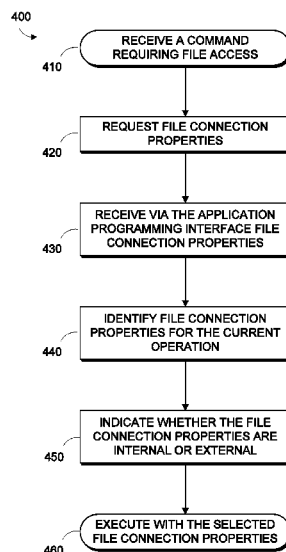 400
RECEIVE A COMMAND
REQUIRING FILE ACCESS
410
REQUEST FILE CONNECTION
PROPERTIES
420
RECEIVE VIA THE APPLICATION
PROGRAMMING INTERFACE FILE
CONNECTION PROPERTIES
430
IDENTIFY FILE CONNECTION
PROPERTIES FOR THE CURRENT
OPERATION
440
INDICATE WHETHER THE FILE
CONNECTION PROPERTIES ARE
INTERNAL OR EXTERNAL
450
EXECUTE WITH THE SELECTED
FILE CONNECTION PROPERTIES
460